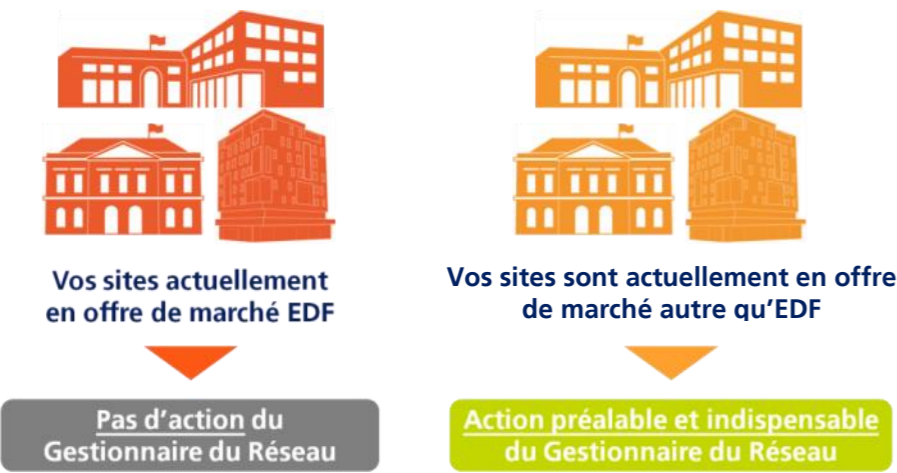 Vos sites actuellement
en offre de marché EDF
Pas d'action du
Gestionnaire du Réseau
Vos sites sont actuellement en offre
de marché autre qu'EDF
Action préalable et indispensable
du Gestionnaire du Réseau